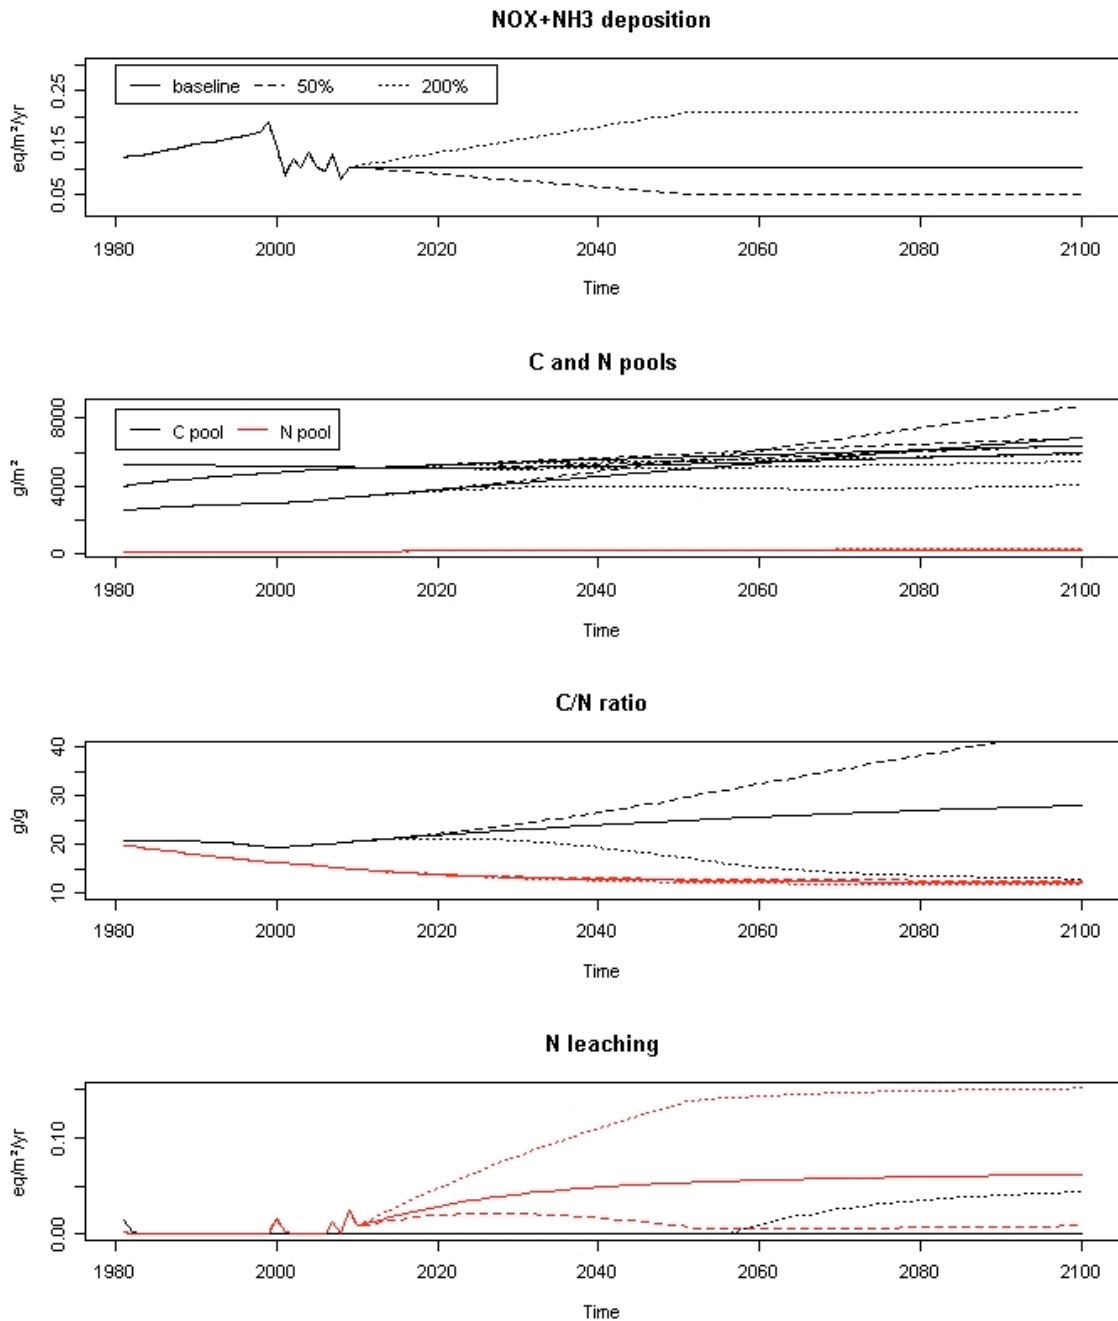 NOX+NH3 deposition
baseline 50% 200%
eq/m²/yr
0.05 0.15 0.25
1980 2000 2020 2040 2060 2080 2100
Time
C and N pools
C pool N pool
g/m²
0 4000 8000
1980 2000 2020 2040 2060 2080 2100
Time
C/N ratio
g/g
10 20 30 40
1980 2000 2020 2040 2060 2080 2100
Time
N leaching
eq/m²/yr
0.00 0.10
1980 2000 2020 2040 2060 2080 2100
Time